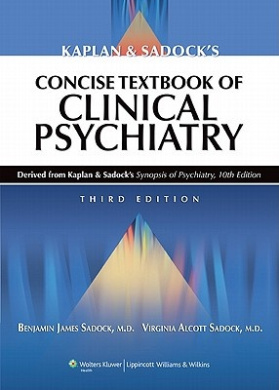 KAPLAN & SADOCK'S
CONCISE TEXTBOOK OF
CLINICAL
PSYCHIATRY
Derived from Kaplan & Sadock's Synopsis of Psychiatry, 10th Edition
THIRD EDITION
BENJAMIN JAMES SADOCK, M.D. VIRGINIA ALCOTT SADOCK, M.D.
Wolters Kluwer | Lippincott Williams & Wilkins
Health